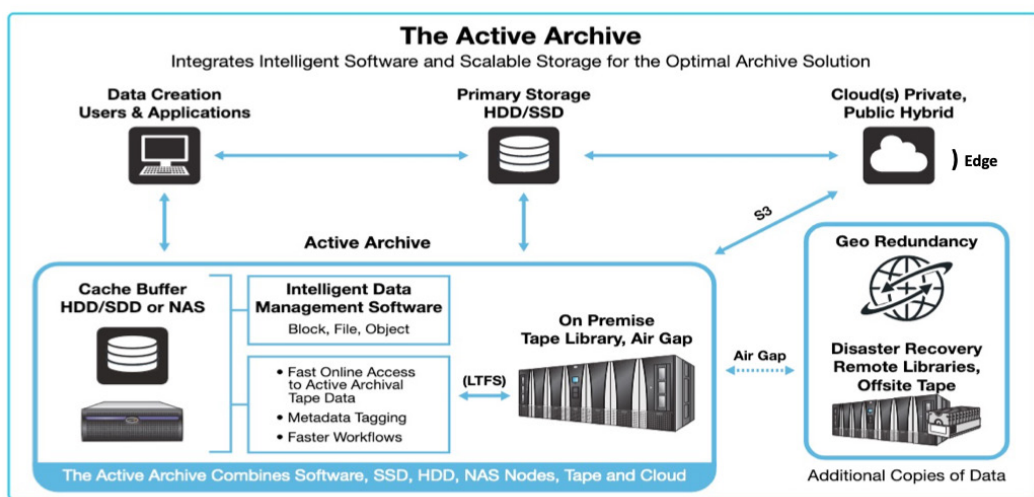 The Active Archive
Integrates Intelligent Software and Scalable Storage for the Optimal Archive Solution
Data Creation
Users & Applications
Primary Storage
HDD/SSD
Cloud(s) Private,
Public Hybrid
) Edge
S3
Active Archive
Cache Buffer
HDD/SDD or NAS
Intelligent Data
Management Software
Block, File, Object
• Fast Online Access
to Active Archival
Tape Data
• Metadata Tagging
• Faster Workflows
(LTFS)
On Premise
Tape Library, Air Gap
The Active Archive Combines Software, SSD, HDD, NAS Nodes, Tape and Cloud
Air Gap
Geo Redundancy
Disaster Recovery
Remote Libraries,
Offsite Tape
Additional Copies of Data